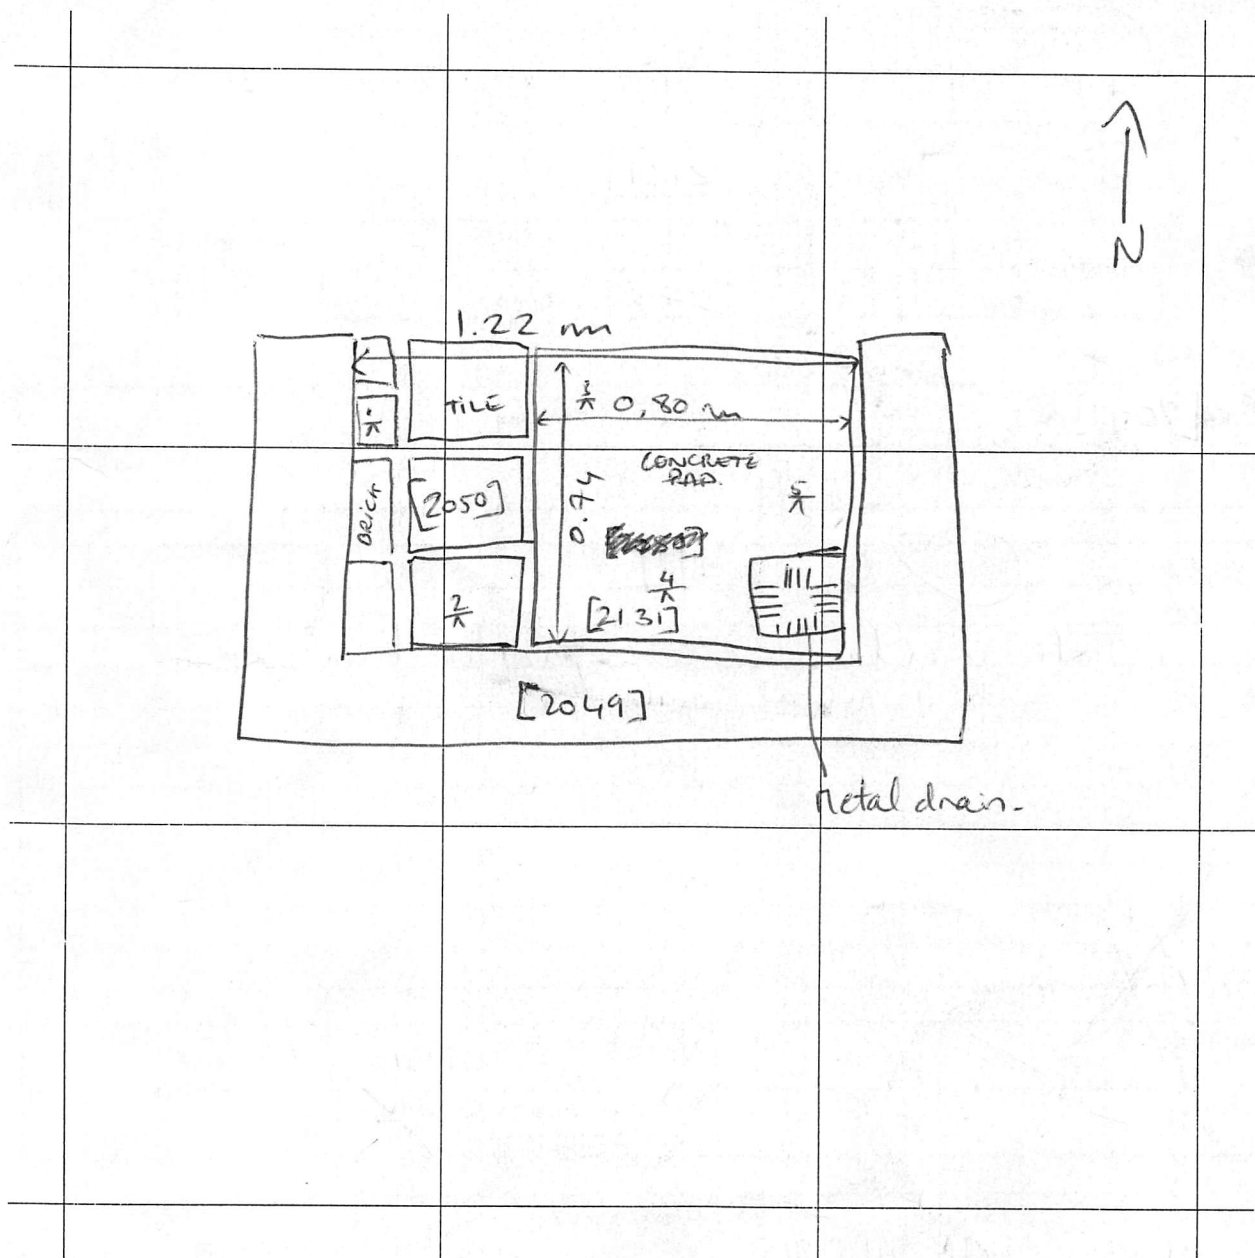 N
1.22 m
TILE
3/⊼ 0,80 m
1/⊼
CONCRETE
PAD.
BRICK
[2050]
0.74
5/⊼
2/⊼
4/⊼
[2131]
[2049]
Metal drain.